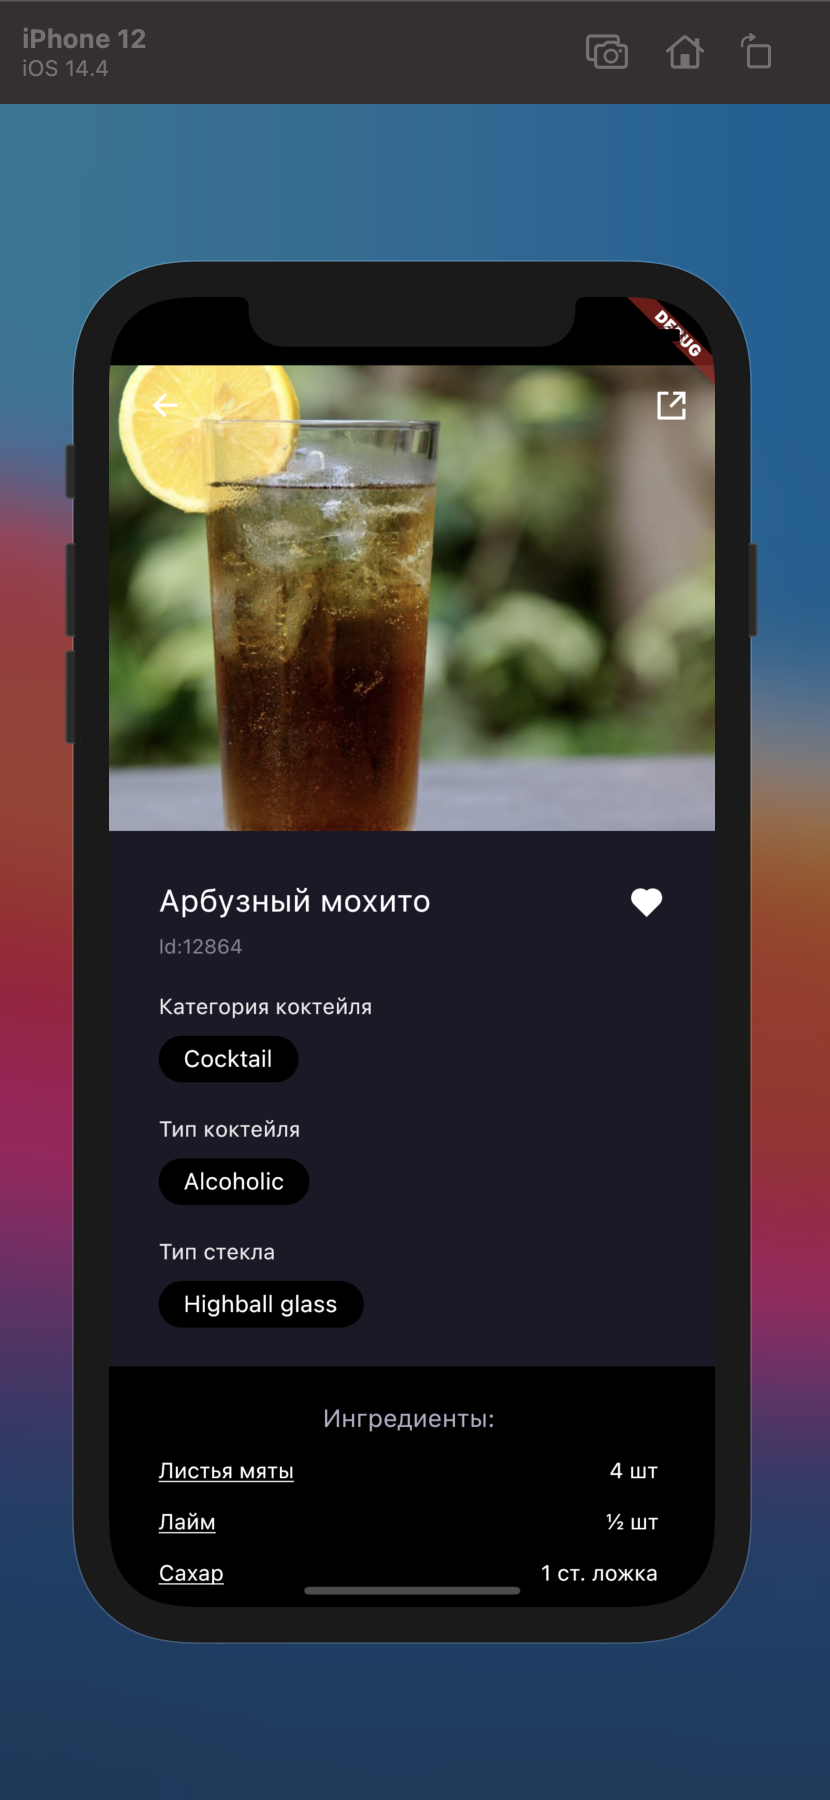 iPhone 12
iOS 14.4
DEBUG
Арбузный мохито
Id:12864
Категория коктейля
Cocktail
Тип коктейля
Alcoholic
Тип стекла
Highball glass
Ингредиенты:
Листья мяты 4 шт
Лайм ½ шт
Сахар 1 ст. ложка